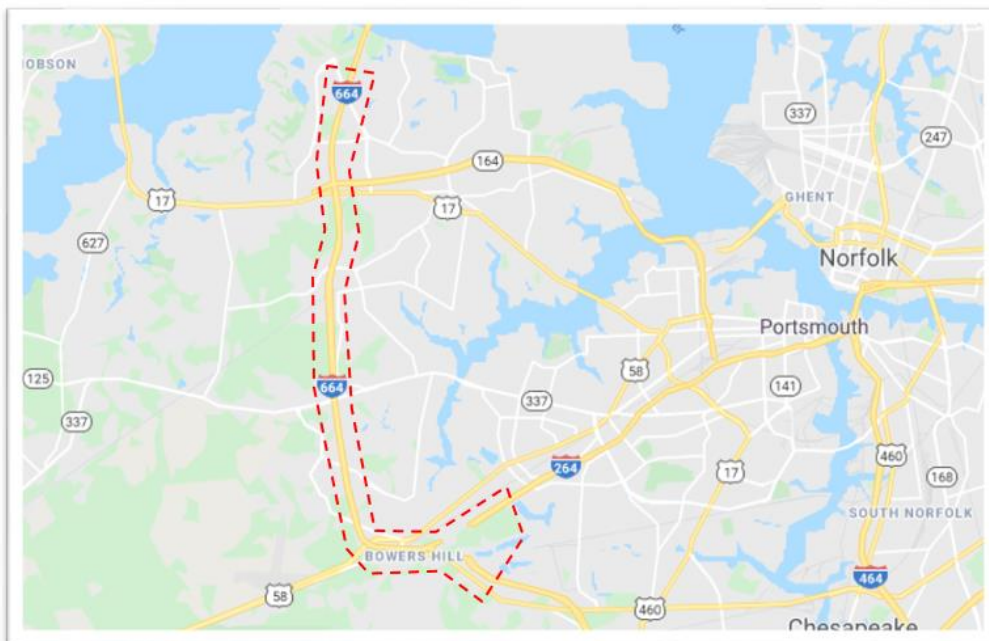 OBSON
664
337
247
164
17
17
GHENT
627
Norfolk
Portsmouth
58
125
664
141
337
337
264
17
460
168
SOUTH NORFOLK
BOWERS HILL
58
464
460
Chesapeake